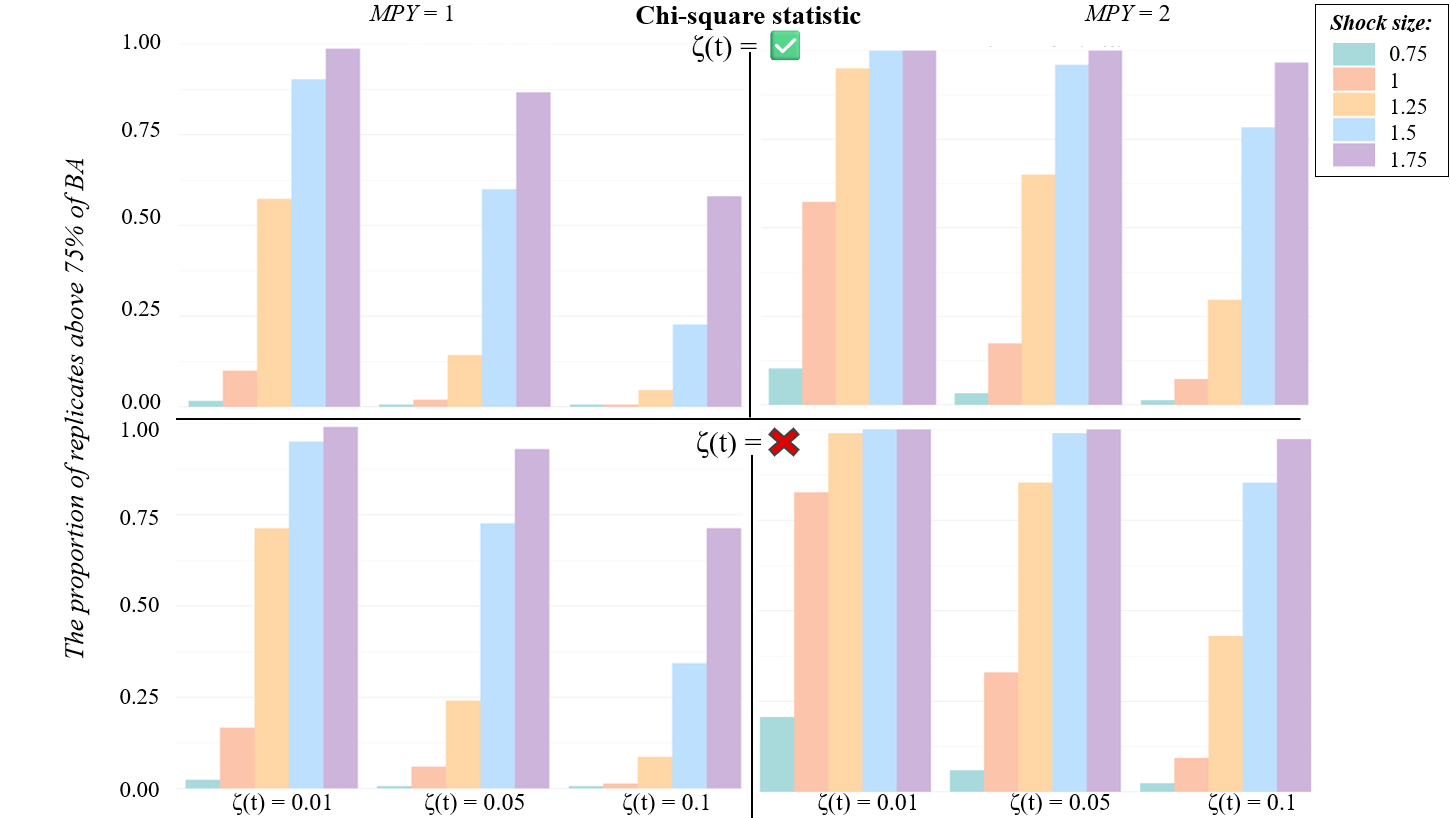 MPY = 1
Chi-square statistic
MPY = 2
Shock size:
0.75
1
1.25
1.5
1.75
ζ(t) = ✅
1.00
0.75
0.50
0.25
0.00
The proportion of replicates above 75% of BA
ζ(t) = ❌
1.00
0.75
0.50
0.25
0.00
ζ(t) = 0.01
ζ(t) = 0.05
ζ(t) = 0.1
ζ(t) = 0.01
ζ(t) = 0.05
ζ(t) = 0.1